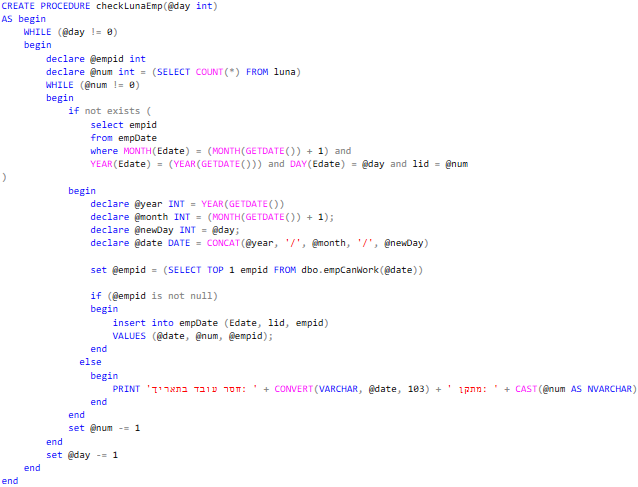 CREATE PROCEDURE checkLunaEmp(@day int)
AS begin
WHILE (@day != 0)
begin
declare @empid int
declare @num int = (SELECT COUNT(*) FROM luna)
WHILE (@num != 0)
begin
if not exists (
select empid
from empDate
where MONTH(Edate) = (MONTH(GETDATE()) + 1) and
YEAR(Edate) = (YEAR(GETDATE())) and DAY(Edate) = @day and lid = @num
)
begin
declare @year INT = YEAR(GETDATE())
declare @month INT = (MONTH(GETDATE()) + 1);
declare @newDay INT = @day;
declare @date DATE = CONCAT(@year, '/', @month, '/', @newDay)
set @empid = (SELECT TOP 1 empid FROM dbo.empCanWork(@date))
if (@empid is not null)
begin
insert into empDate (Edate, lid, empid)
VALUES (@date, @num, @empid);
end
else
begin
PRINT 'חסר עובד בתאריך: ' + CONVERT(VARCHAR, @date, 103) + ' מתקן: ' + CAST(@num AS NVARCHAR)
end
end
set @num -= 1
end
set @day -= 1
end
end